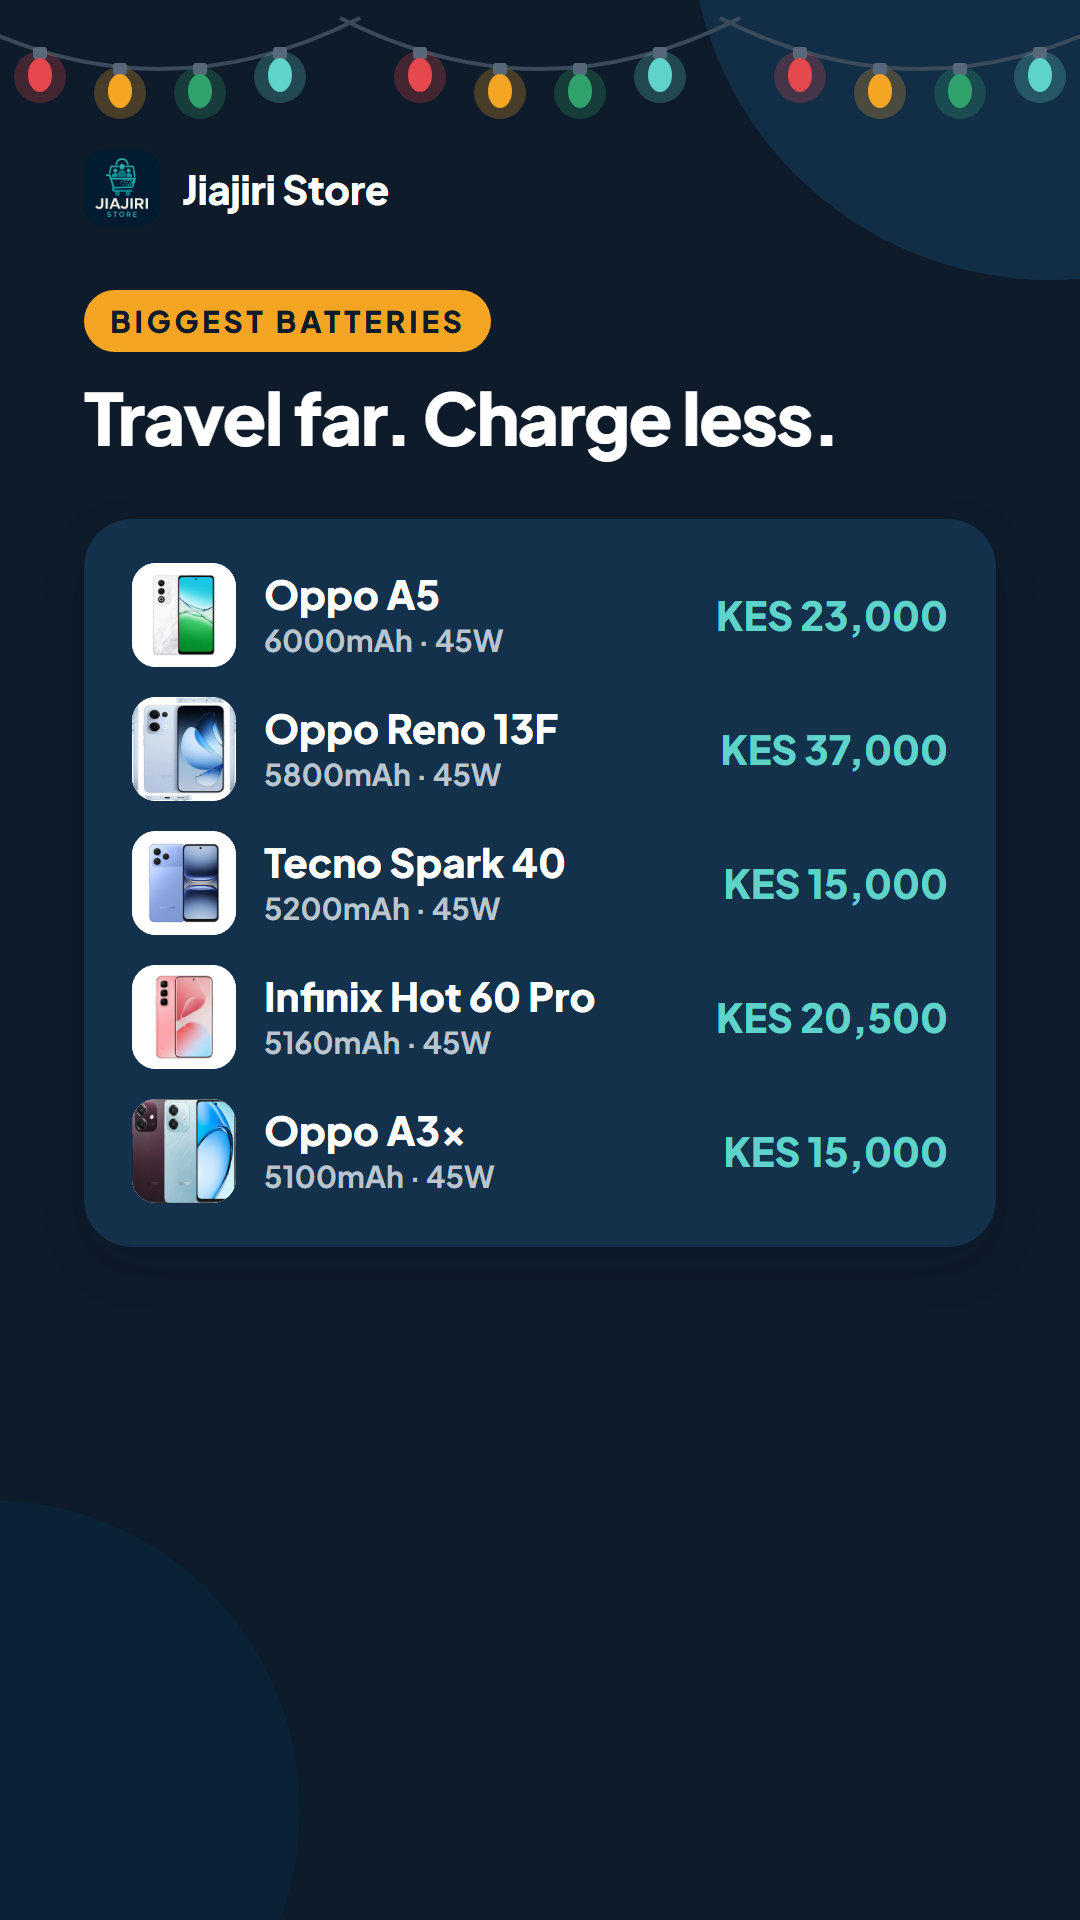 JIAJIRI
STORE
Jiajiri Store
BIGGEST BATTERIES
Travel far. Charge less.
Oppo A5
6000mAh · 45W
KES 23,000
Oppo Reno 13F
5800mAh · 45W
KES 37,000
Tecno Spark 40
5200mAh · 45W
KES 15,000
Infinix Hot 60 Pro
5160mAh · 45W
KES 20,500
Oppo A3x
5100mAh · 45W
KES 15,000